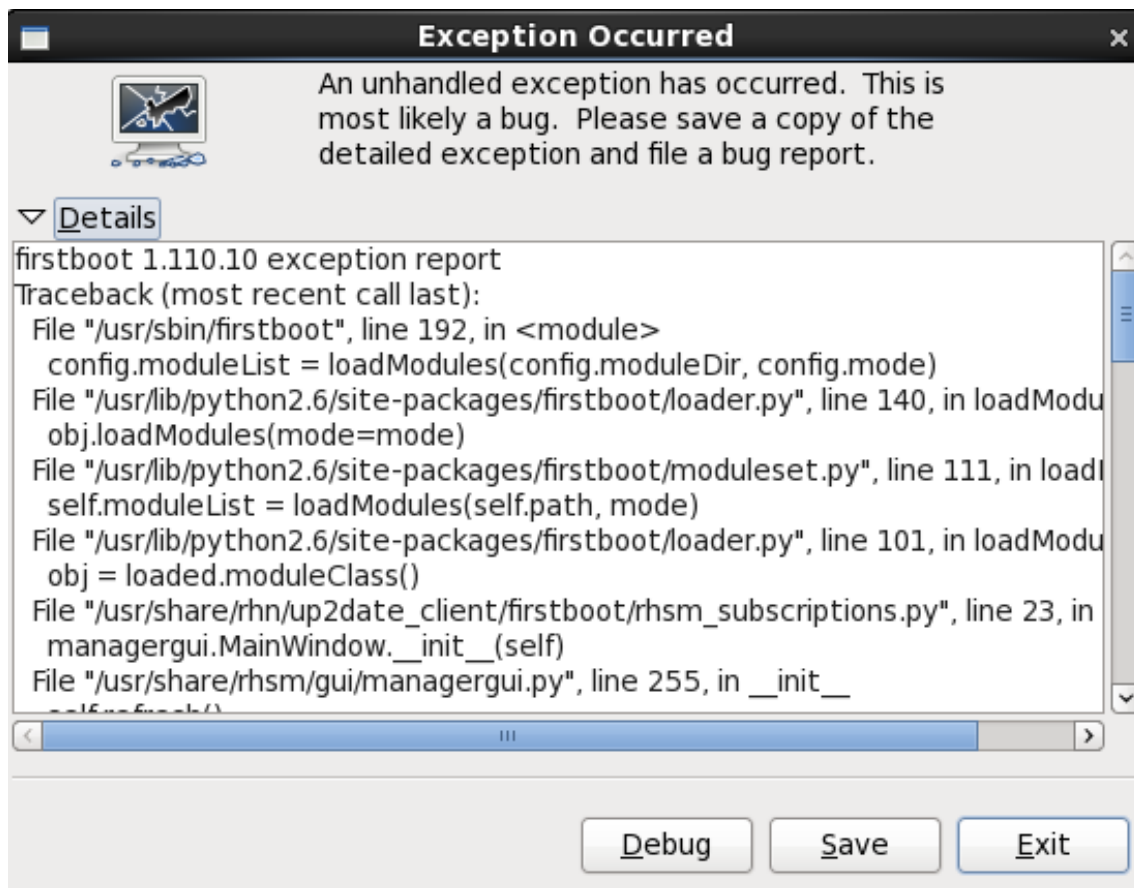 Exception Occurred
An unhandled exception has occurred. This is
most likely a bug. Please save a copy of the
detailed exception and file a bug report.
Details
firstboot 1.110.10 exception report
Traceback (most recent call last):
File "/usr/sbin/firstboot", line 192, in <module>
config.moduleList = loadModules(config.moduleDir, config.mode)
File "/usr/lib/python2.6/site-packages/firstboot/loader.py", line 140, in loadModu
obj.loadModules(mode=mode)
File "/usr/lib/python2.6/site-packages/firstboot/moduleset.py", line 111, in load
self.moduleList = loadModules(self.path, mode)
File "/usr/lib/python2.6/site-packages/firstboot/loader.py", line 101, in loadModu
obj = loaded.moduleClass()
File "/usr/share/rhn/up2date_client/firstboot/rhsm_subscriptions.py", line 23, in
managergui.MainWindow.__init__(self)
File "/usr/share/rhsm/gui/managergui.py", line 255, in __init__
Debug Save Exit